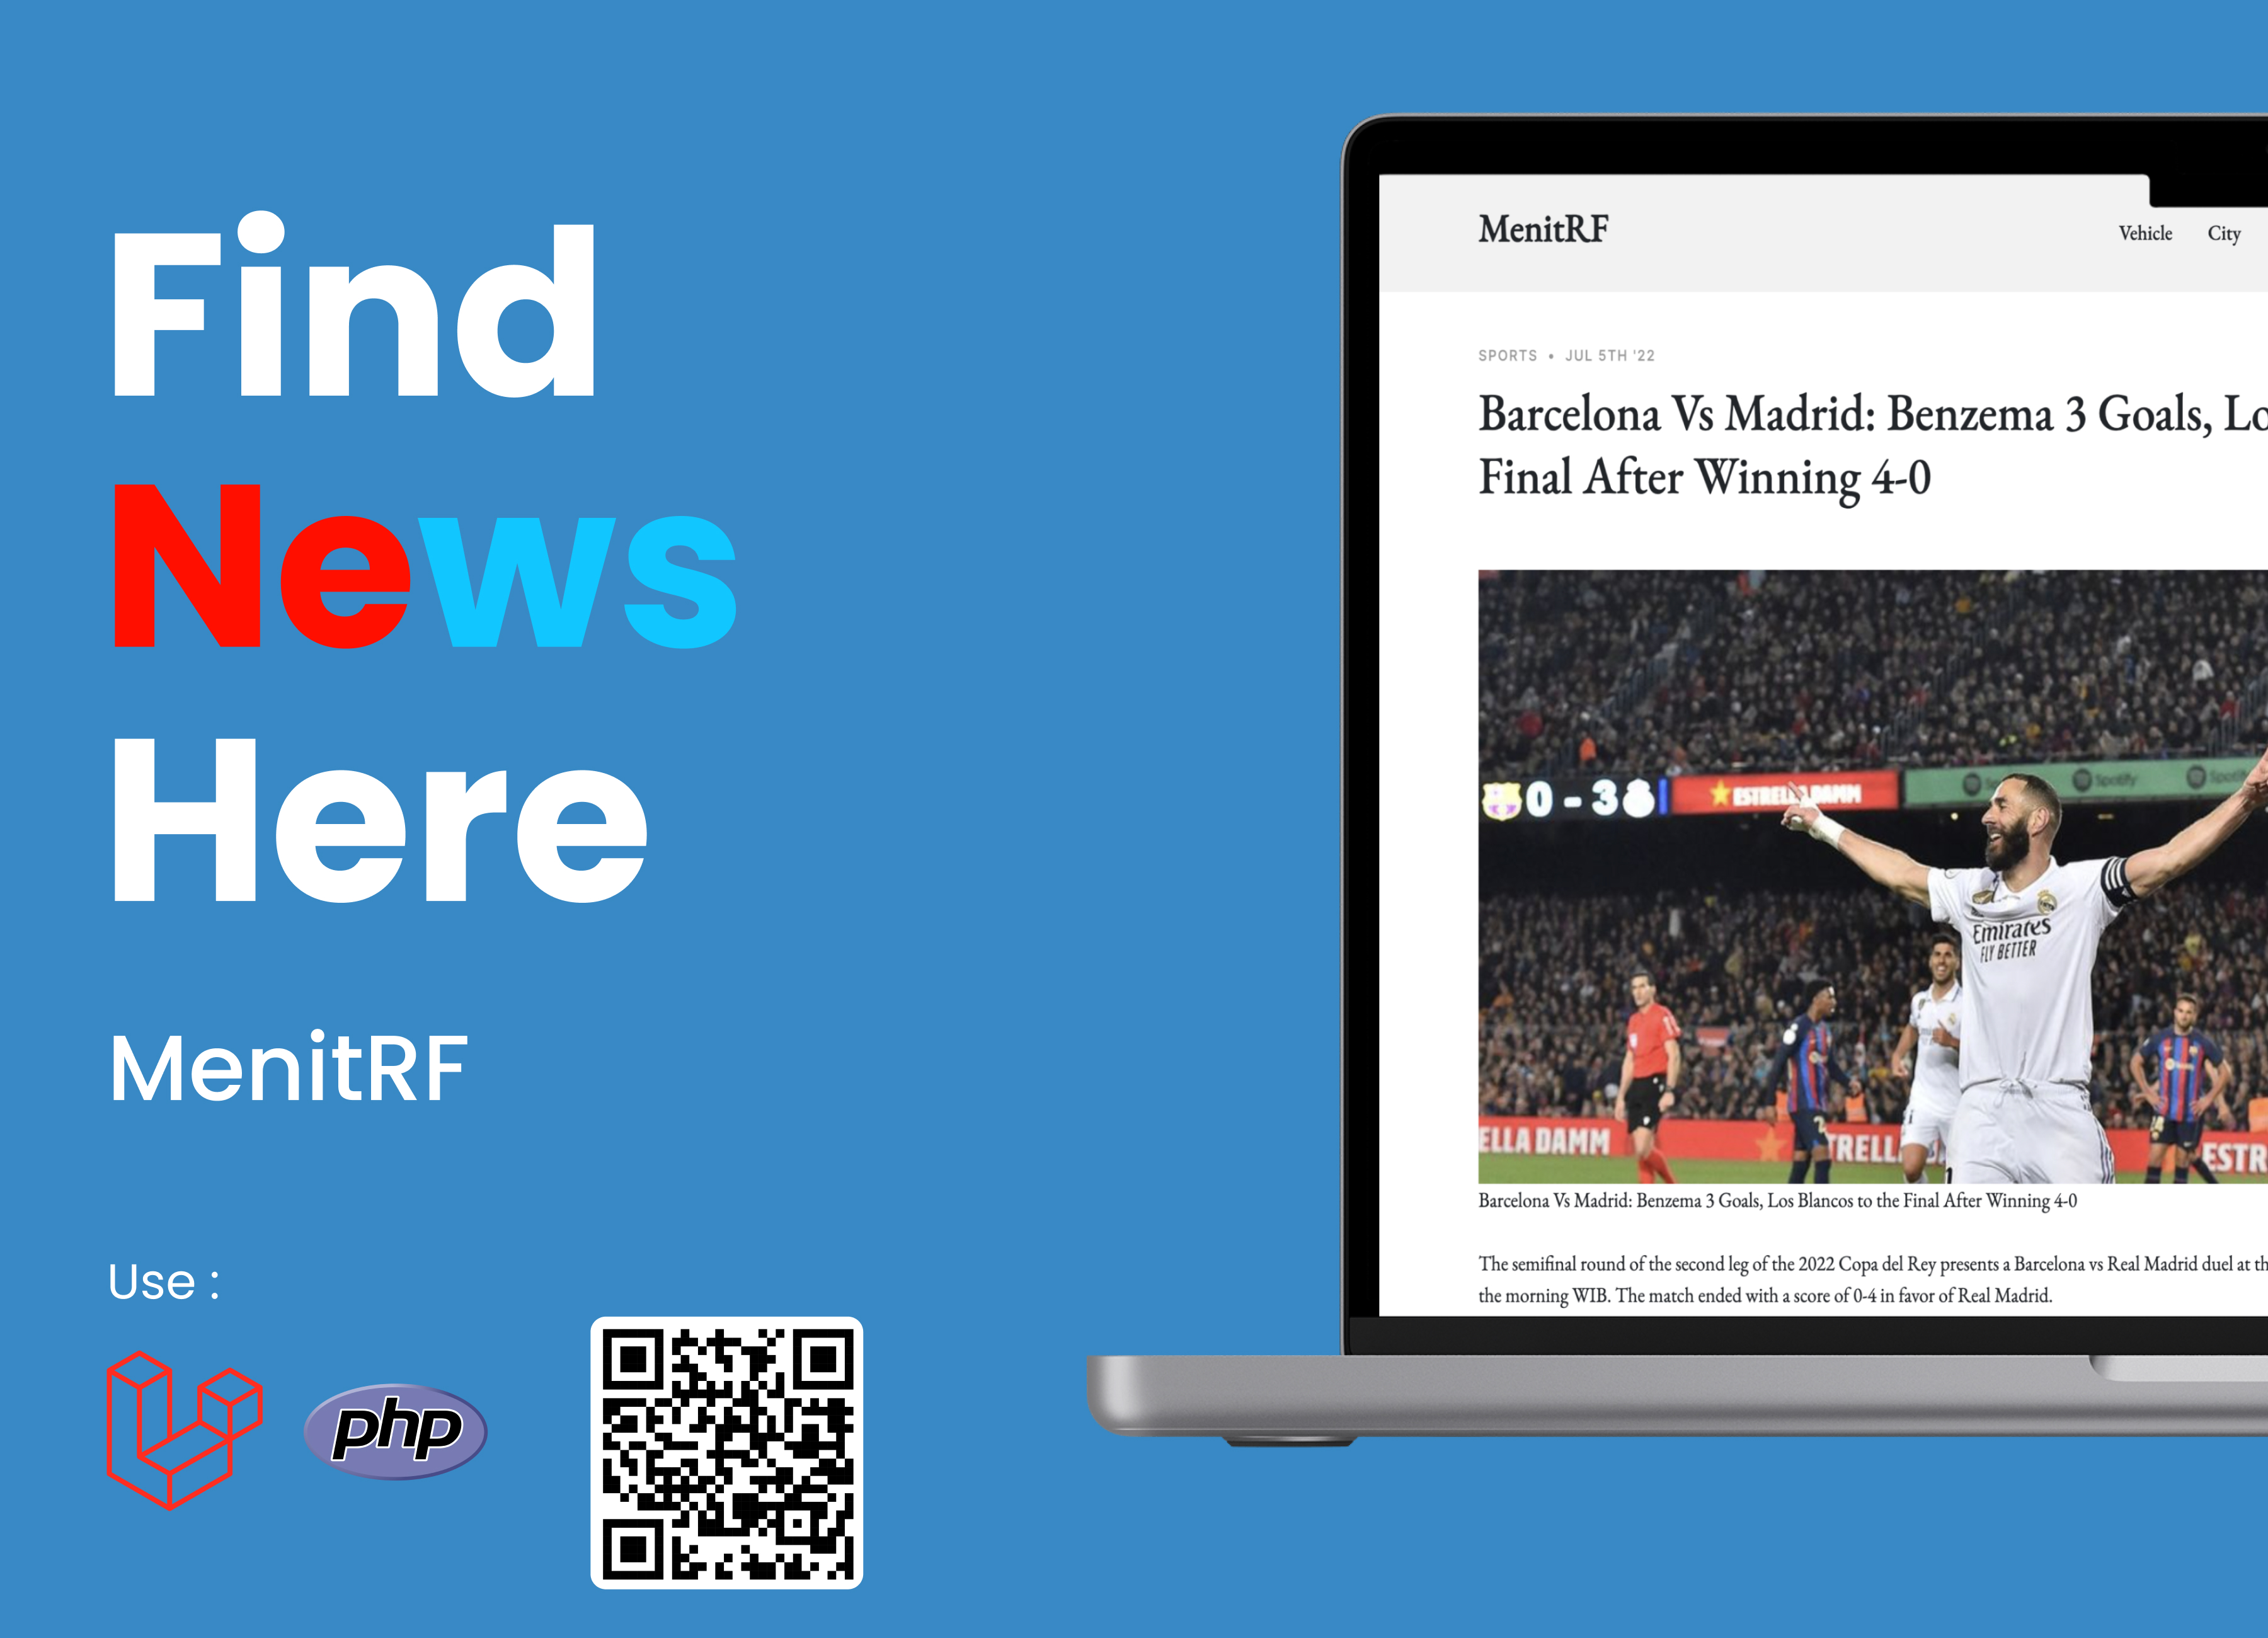 Find
News
Here
MenitRF
Use :
php
MenitRF
Vehicle City
SPORTS • JUL 5TH '22
Barcelona Vs Madrid: Benzema 3 Goals, Lo
Final After Winning 4-0
0 - 3
ESTRELLA DAMM
Spotify
Emirates
FLY BETTER
ELLA DAMM
TRELL
ESTR
Barcelona Vs Madrid: Benzema 3 Goals, Los Blancos to the Final After Winning 4-0
The semifinal round of the second leg of the 2022 Copa del Rey presents a Barcelona vs Real Madrid duel at th
the morning WIB. The match ended with a score of 0-4 in favor of Real Madrid.